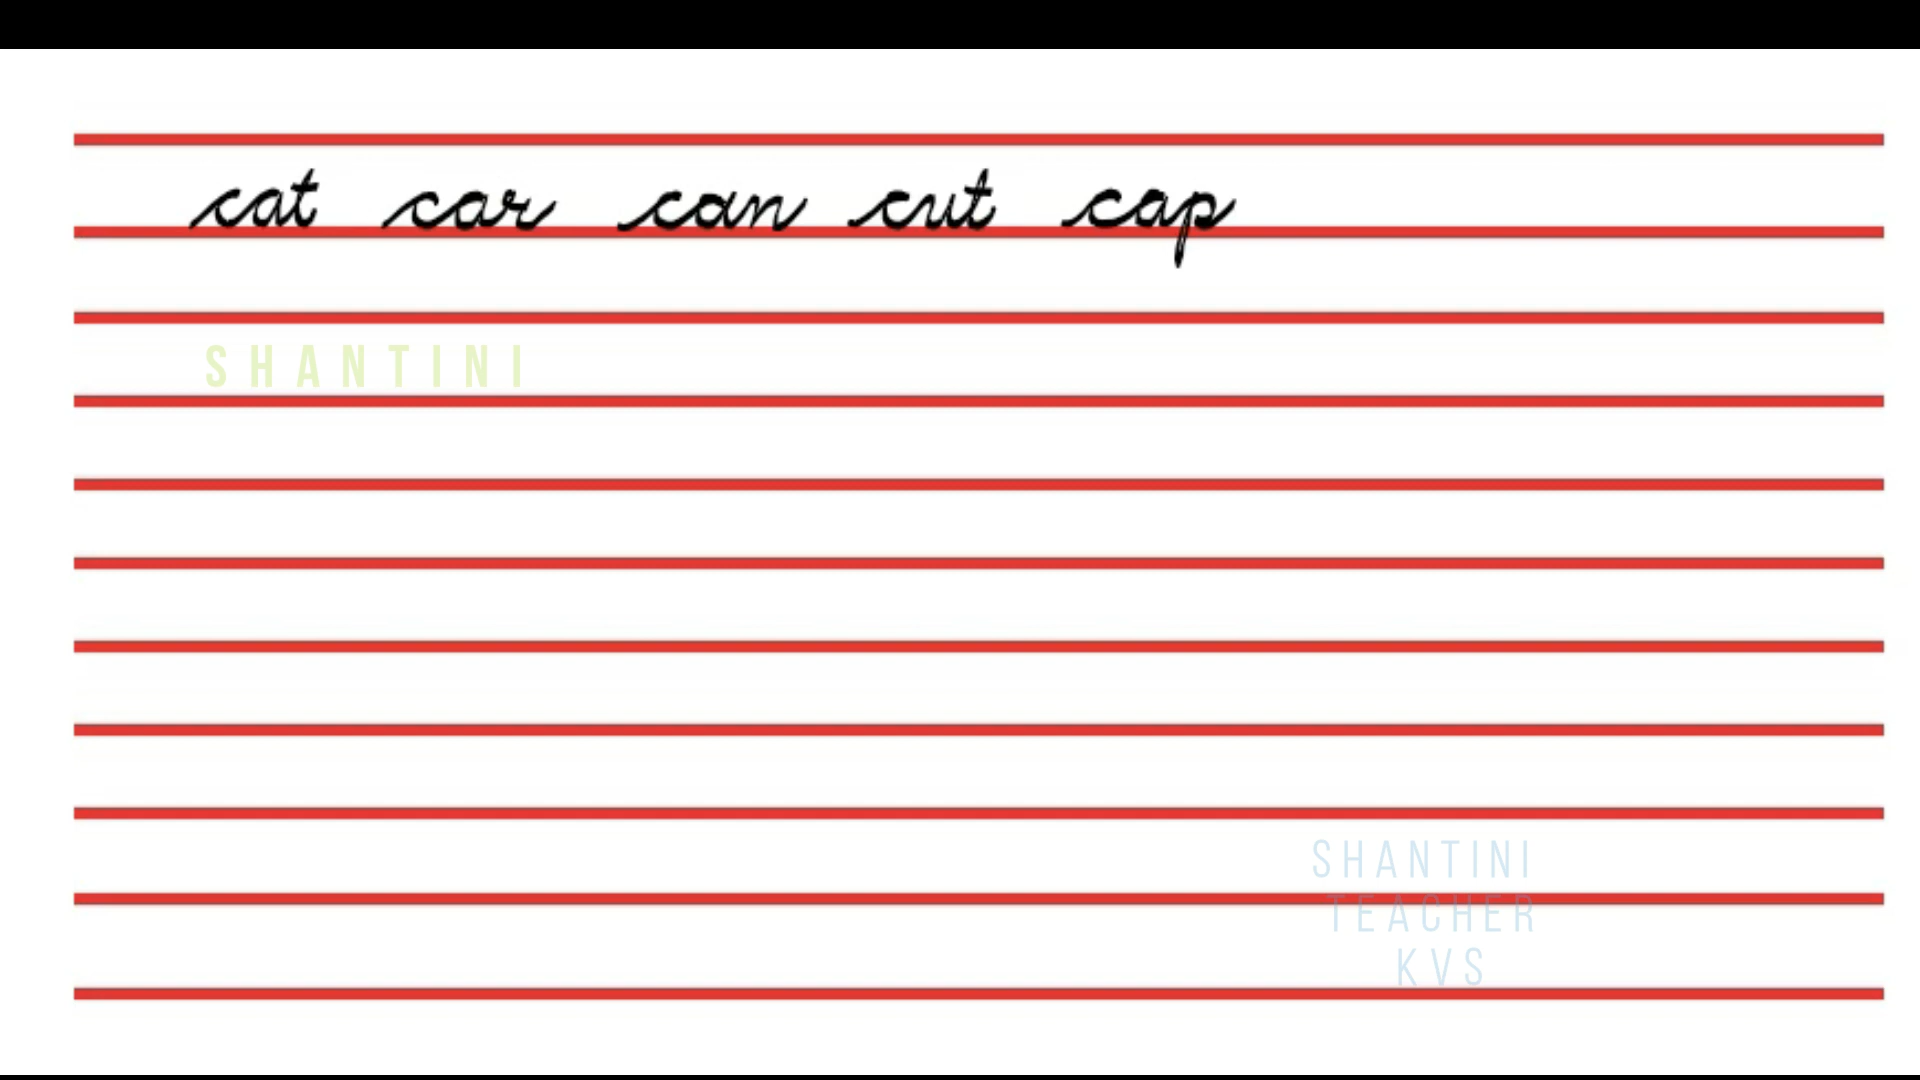 cat car can cut cap
SHANTINI
SHANTINI
TEACHER
KVS